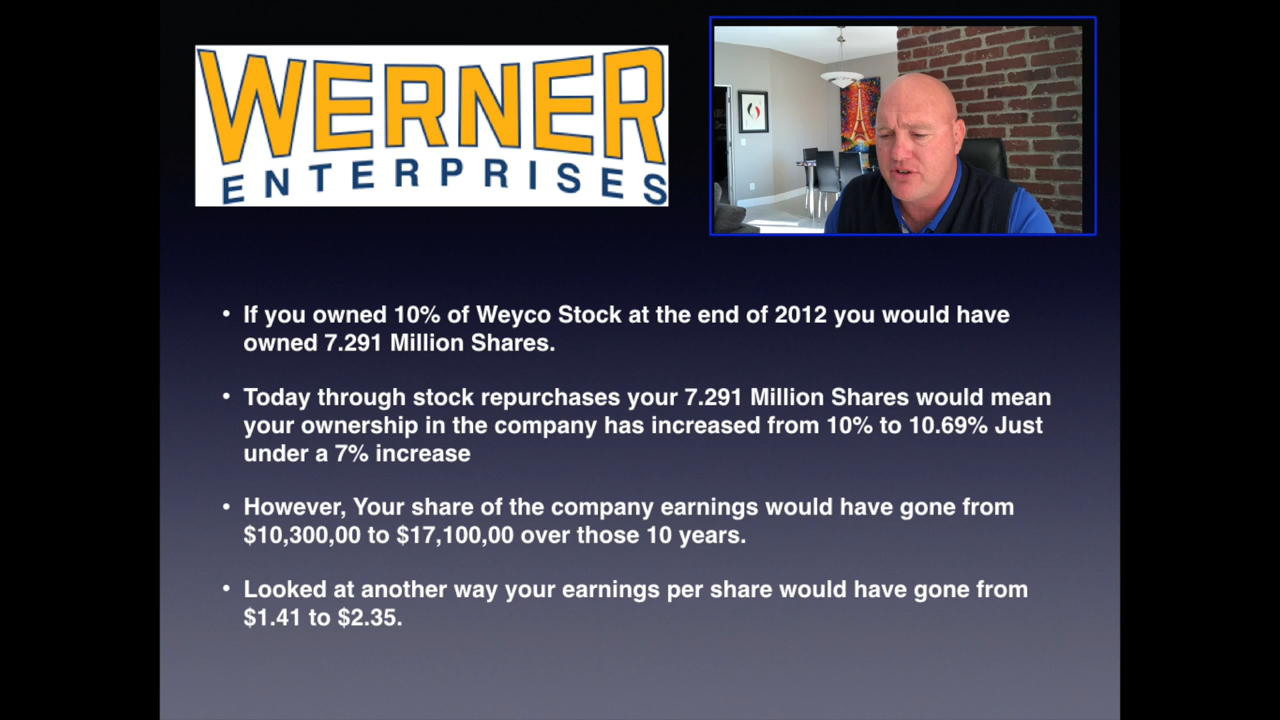 WERNER
ENTERPRISES
• If you owned 10% of Weyco Stock at the end of 2012 you would have
owned 7.291 Million Shares.
• Today through stock repurchases your 7.291 Million Shares would mean
your ownership in the company has increased from 10% to 10.69% Just
under a 7% increase
• However, Your share of the company earnings would have gone from
$10,300,00 to $17,100,00 over those 10 years.
• Looked at another way your earnings per share would have gone from
$1.41 to $2.35.